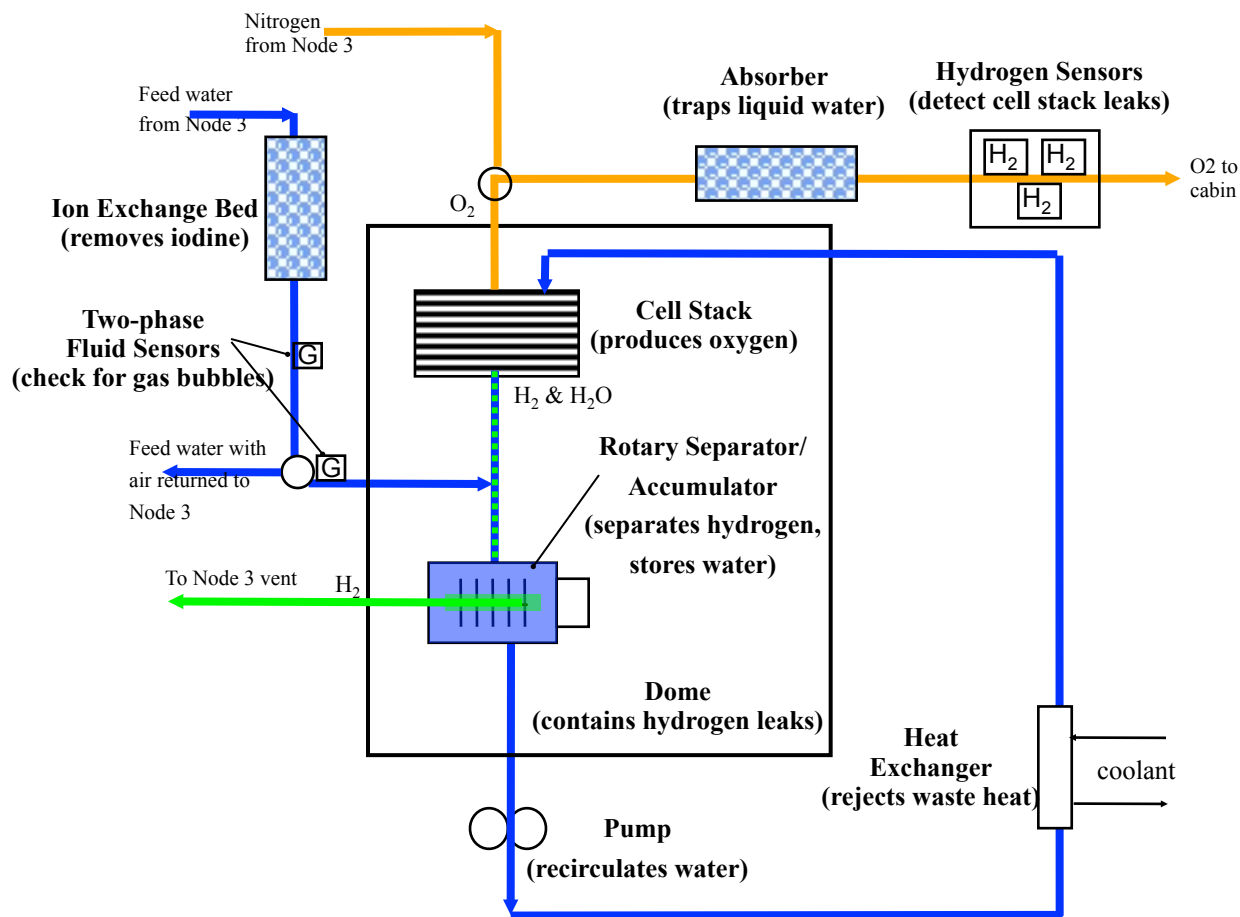 Nitrogen
from Node 3
Feed water
from Node 3
Absorber
(traps liquid water)
Hydrogen Sensors
(detect cell stack leaks)
H2
H2
H2
O2 to
cabin
O2
Ion Exchange Bed
(removes iodine)
Two-phase
Fluid Sensors
(check for gas bubbles)
G
G
Cell Stack
(produces oxygen)
H2 & H2O
Feed water with
air returned to
Node 3
Rotary Separator/
Accumulator
(separates hydrogen,
stores water)
To Node 3 vent
H2
Dome
(contains hydrogen leaks)
Heat
Exchanger
(rejects waste heat)
coolant
Pump
(recirculates water)